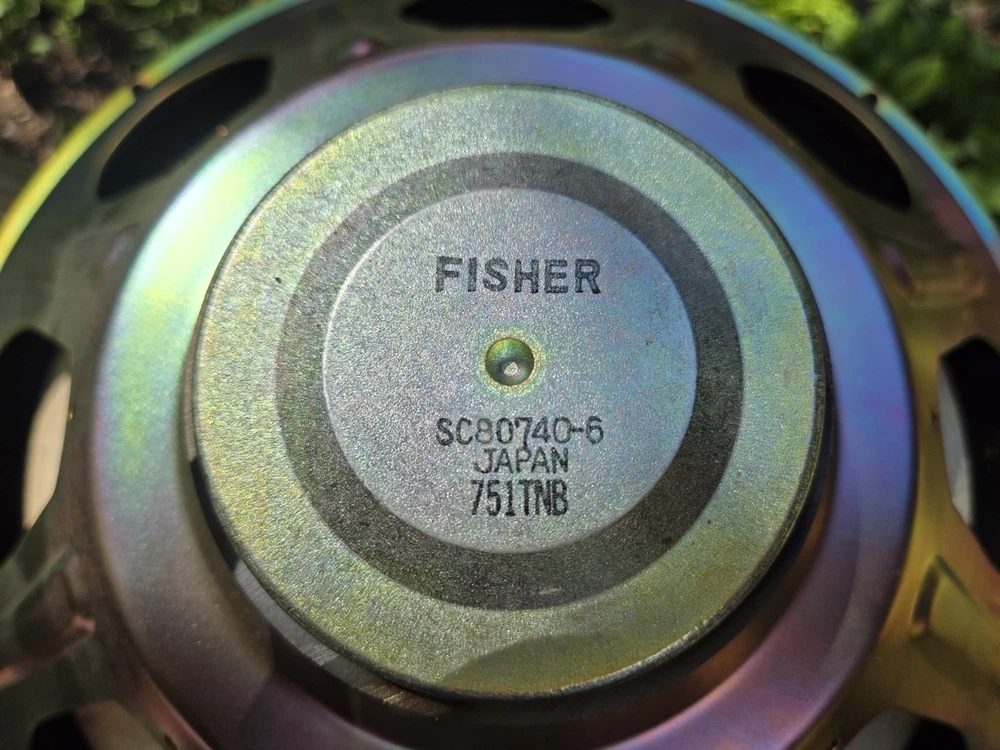 FISHER
SC80740-6
JAPAN
751TNB